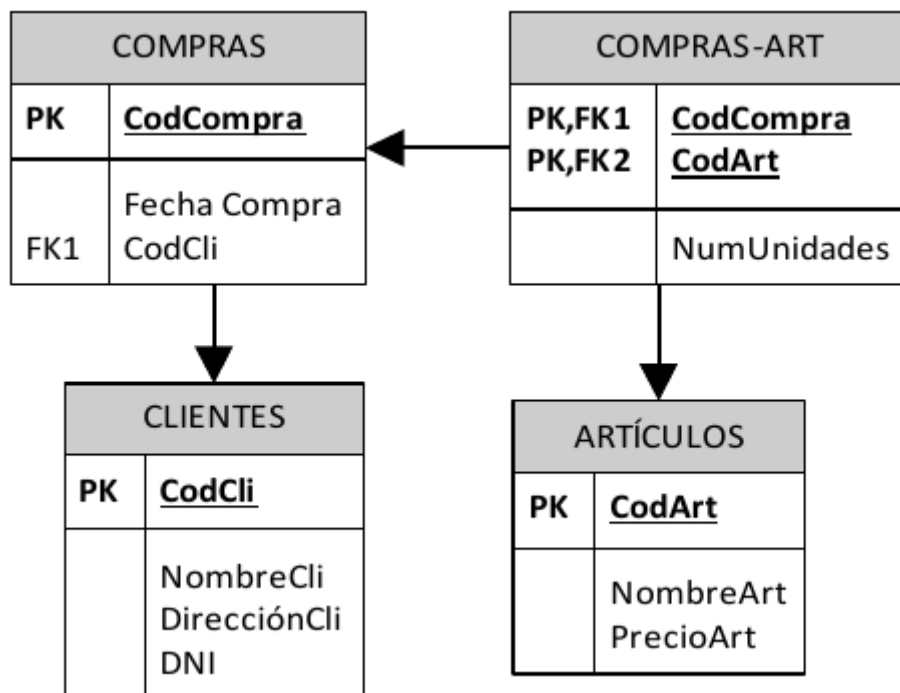 COMPRAS
PK CodCompra
Fecha Compra
FK1 CodCli
COMPRAS-ART
PK,FK1 CodCompra
PK,FK2 CodArt
NumUnidades
CLIENTES
PK CodCli
NombreCli
DirecciónCli
DNI
ARTÍCULOS
PK CodArt
NombreArt
PrecioArt